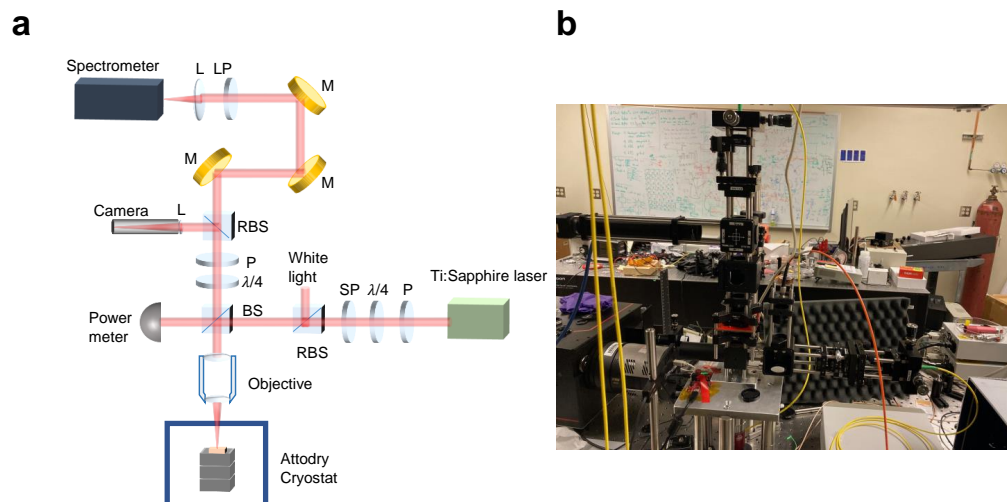 a
b
Spectrometer
L
LP
M
M
M
Camera
L
RBS
P
λ/4
White
light
Ti:Sapphire laser
SP
λ/4
P
Power
meter
BS
RBS
Objective
Attodry
Cryostat